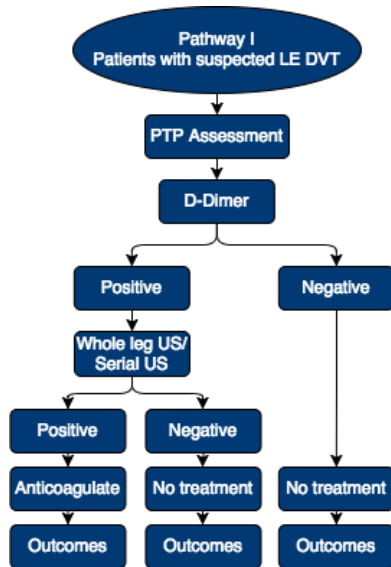 Pathway I
Patients with suspected LE DVT
PTP Assessment
D-Dimer
Positive
Negative
Whole leg US/
Serial US
Positive
Negative
Anticoagulate
No treatment
No treatment
Outcomes
Outcomes
Outcomes